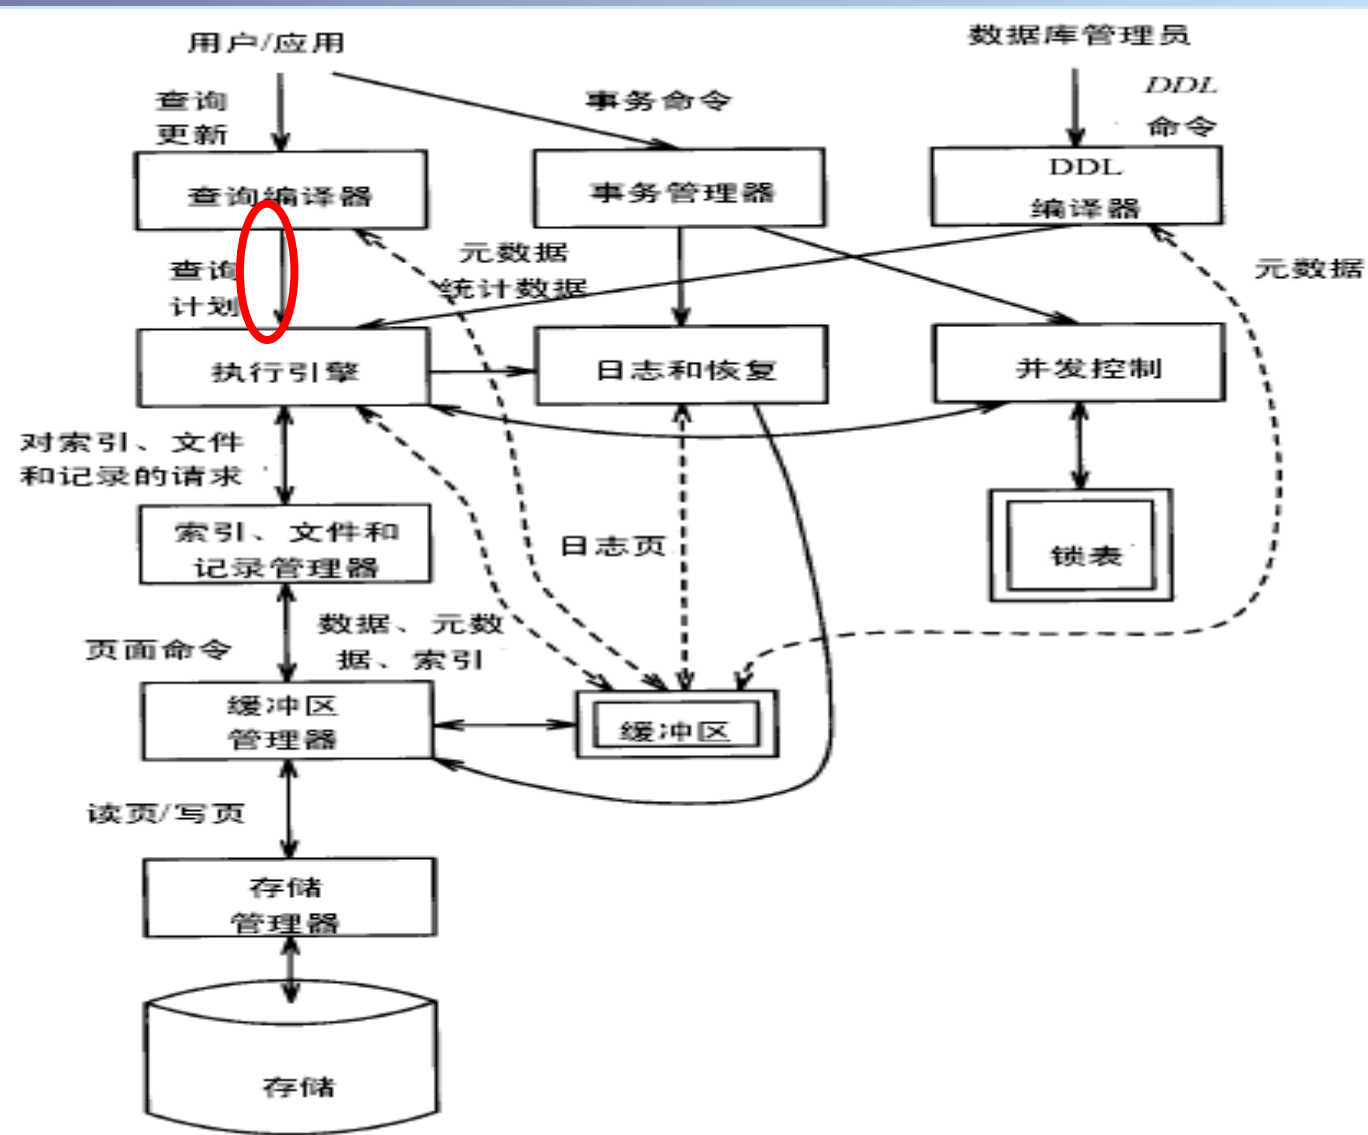 用户/应用
数据库管理员
查询
更新
事务命令
DDL
命令
查询编译器
事务管理器
DDL
编译器
查询
计划
元数据
统计数据
元数据
执行引擎
日志和恢复
并发控制
对索引、文件
和记录的请求
索引、文件和
记录管理器
日志页
锁表
页面命令
数据、元数
据、索引
缓冲区
管理器
缓冲区
读页/写页
存储
管理器
存储